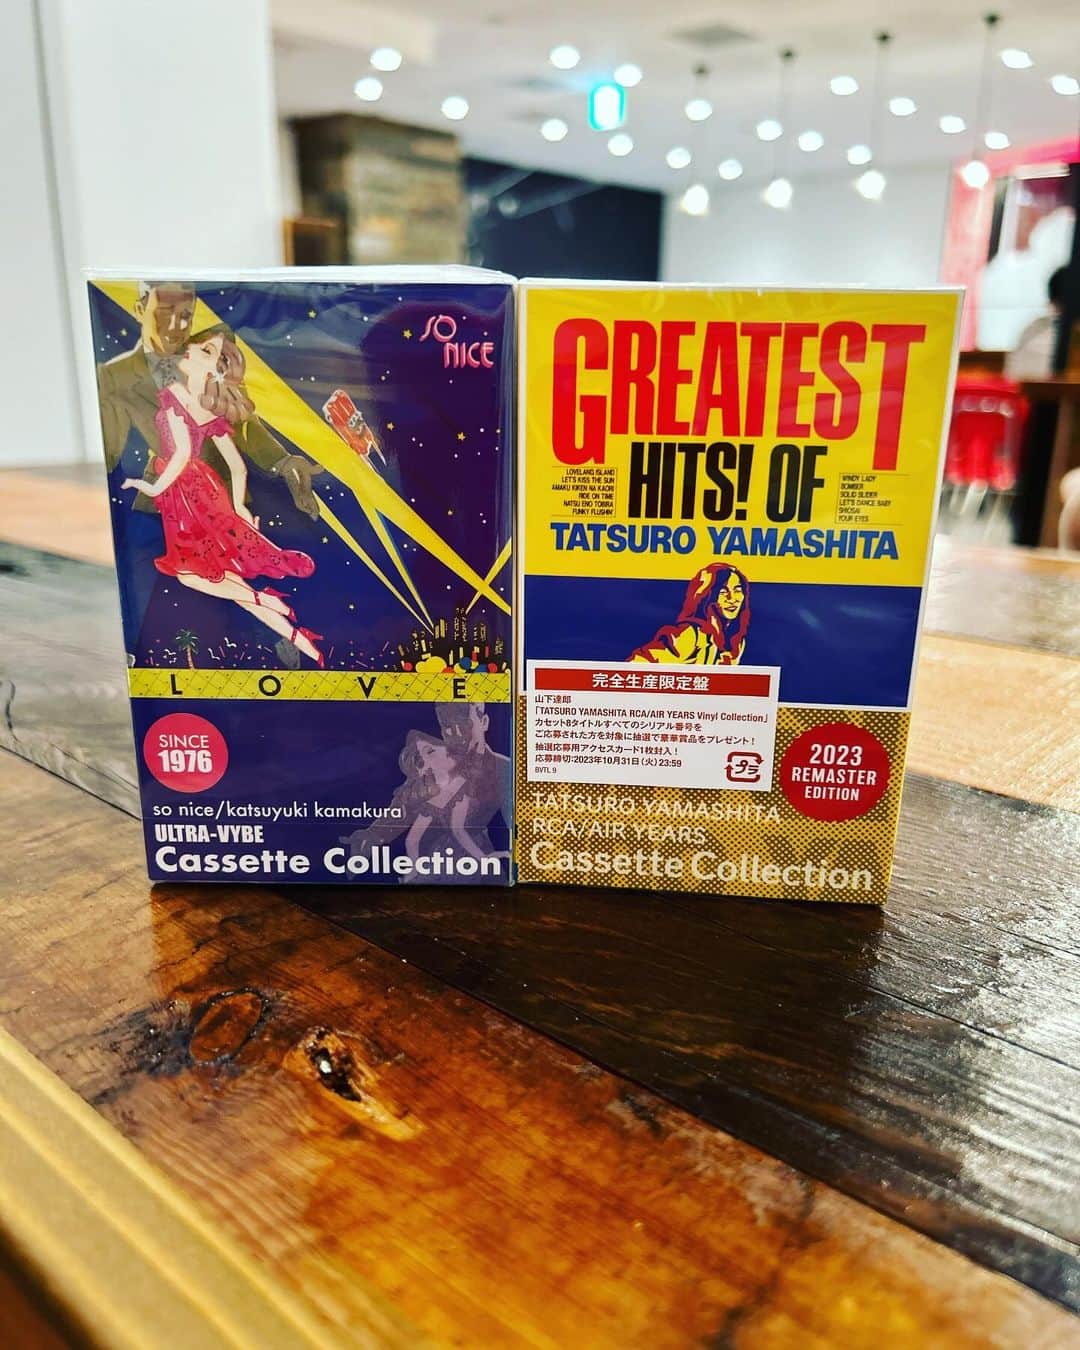 SO
NICE
LOVE
SINCE
1976
so nice/katsuyuki kamakura
ULTRA-VYBE
Cassette Collection
GREATEST
HITS! OF
LOVELAND, ISLAND
LET'S KISS THE SUN
AMAKU KIKEN NA KAORI
RIDE ON TIME
NATSU ENO TOBIRA
FUNKY FLUSHIN'
WINDY LADY
BOMBER
SOLID SLIDER
LET'S DANCE BABY
SHIOSAI
YOUR EYES
TATSURO YAMASHITA
完全生産限定盤
山下達郎
「TATSURO YAMASHITA RCA/AIR YEARS Vinyl Collection」
カセット8タイトルすべてのシリアル番号を
ご応募された方を対象に抽選で豪華賞品をプレゼント!
抽選応募用アクセスカード1枚封入!
応募締切:2023年10月31日(火)23:59
BVTL 9
プラ
2023
REMASTER
EDITION
TATSURO YAMASHITA
RCA/AIR YEARS
Cassette Collection